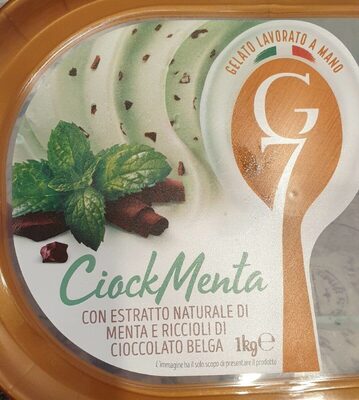 GELATO LAVORATO A MANO
G7
CiockMenta
CON ESTRATTO NATURALE DI
MENTA E RICCIOLI DI
CIOCCOLATO BELGA 1kg℮
L'immagine ha il solo scopo di presentare il prodotto